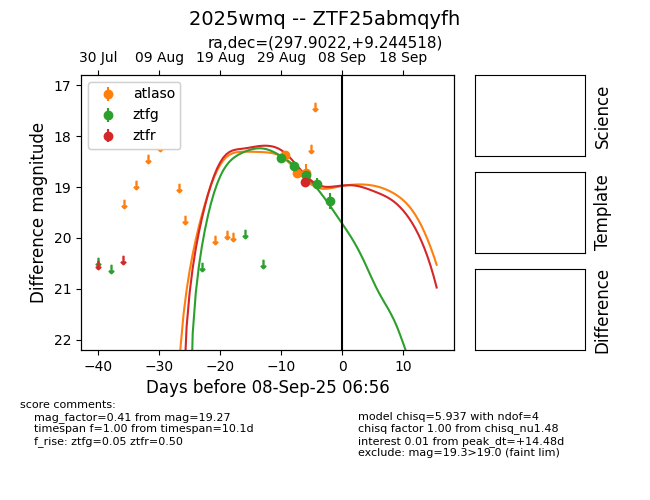 2025wmq -- ZTF25abmqyfh
ra,dec=(297.9022,+9.244518)
30 Jul 09 Aug 19 Aug 29 Aug 08 Sep 18 Sep
atlaso
ztfg
ztfr
17
18
19
20
21
22
Difference magnitude
−40 −30 −20 −10 0 10
Days before 08-Sep-25 06:56
Science
Template
Difference
score comments:
mag_factor=0.41 from mag=19.27
timespan f=1.00 from timespan=10.1d
f_rise: ztfg=0.05 ztfr=0.50
model chisq=5.937 with ndof=4
chisq factor 1.00 from chisq_nu1.48
interest 0.01 from peak_dt=+14.48d
exclude: mag=19.3>19.0 (faint lim)